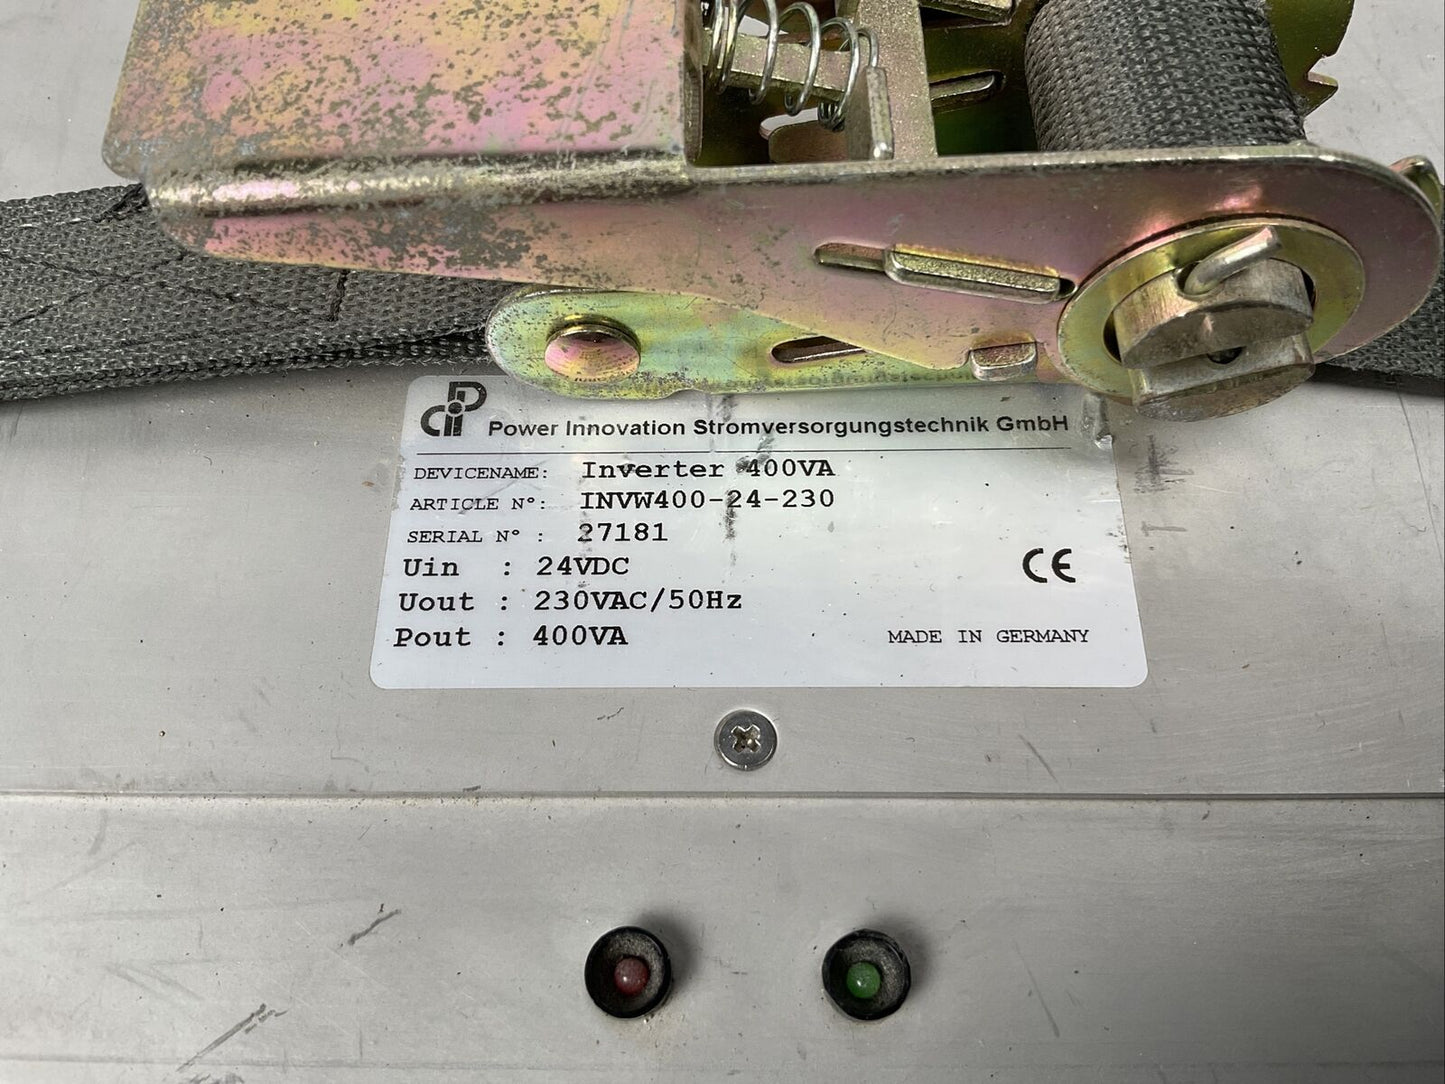 Power Innovation Stromversorgungstechnik GmbH
DEVICENAME: Inverter 400VA
ARTICLE N°: INVW400-24-230
SERIAL N° : 27181
Uin : 24VDC
CE
Uout : 230VAC/50Hz
Pout : 400VA
MADE IN GERMANY